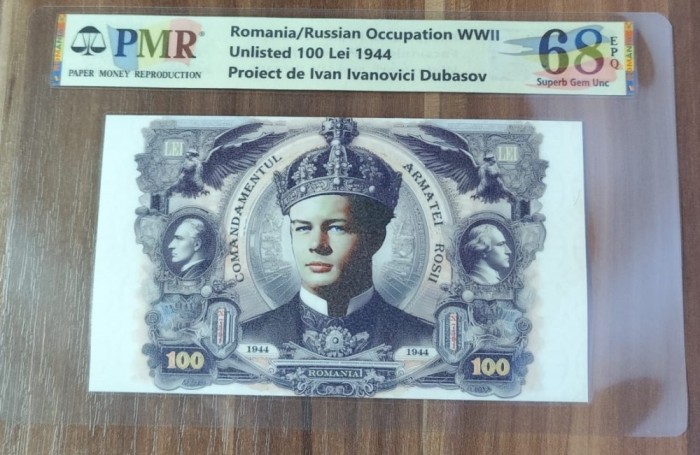 PMR
PAPER MONEY REPRODUCTION
Romania/Russian Occupation WWII
Unlisted 100 Lei 1944
Proiect de Ivan Ivanovici Dubasov
68 EPQ
Superb Gem Unc
COMANDAMENTUL ARMATEI ROSII
1944
1944
100
ROMANIA
100